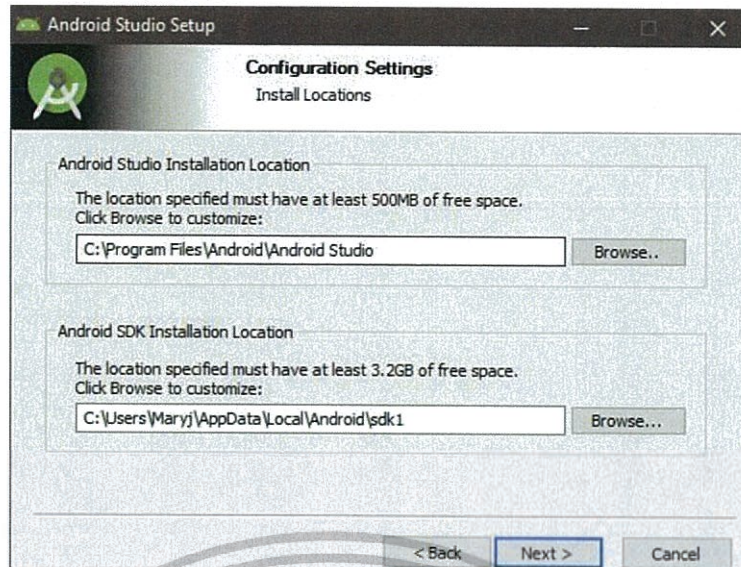 Android Studio Setup
Configuration Settings
Install Locations
Android Studio Installation Location
The location specified must have at least 500MB of free space.
Click Browse to customize:
C:\Program Files\Android\Android Studio
Browse..
Android SDK Installation Location
The location specified must have at least 3.2GB of free space.
Click Browse to customize:
C:\Users\Maryj\AppData\Local\Android\sdk1
Browse...
< Back
Next >
Cancel